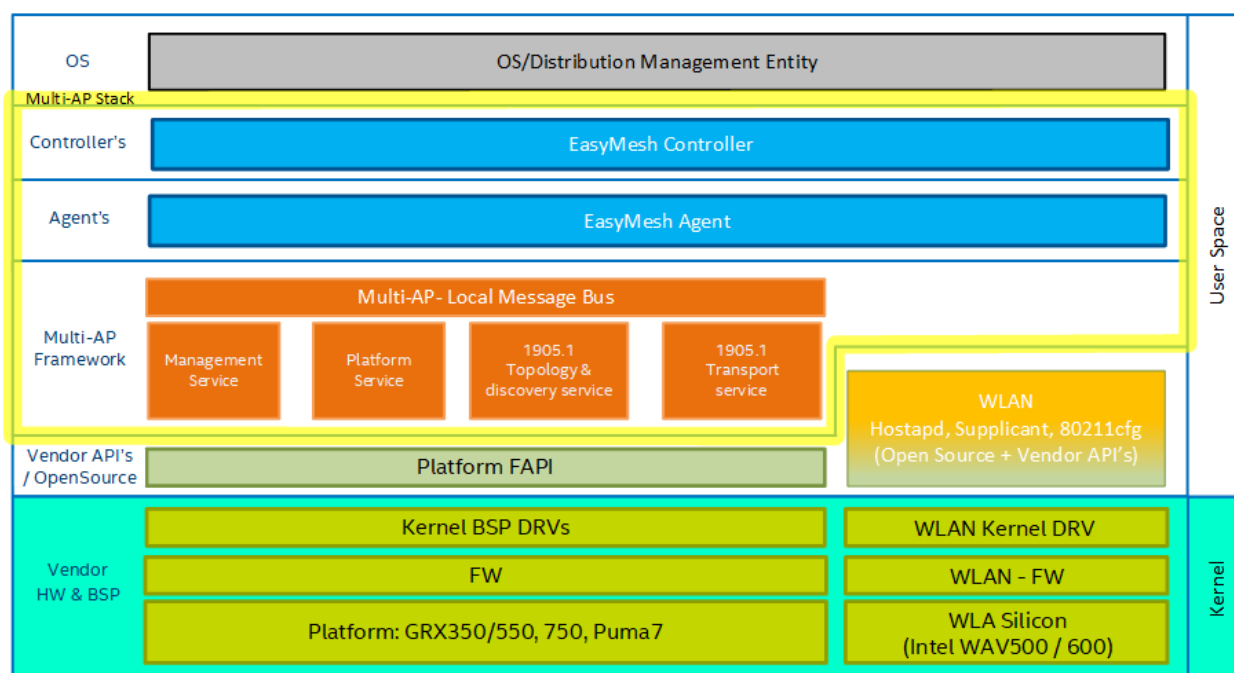 OS
OS/Distribution Management Entity
Multi-AP Stack
Controller's
EasyMesh Controller
Agent's
EasyMesh Agent
User Space
Multi-AP
Framework
Multi-AP- Local Message Bus
Management
Service
Platform
Service
1905.1
Topology &
discovery service
1905.1
Transport
service
WLAN
Hostapd, Supplicant, 80211cfg
(Open Source + Vendor API's)
Vendor API's
/ OpenSource
Platform FAPI
Vendor
HW & BSP
Kernel BSP DRVs
WLAN Kernel DRV
FW
WLAN - FW
Platform: GRX350/550, 750, Puma7
WLA Silicon
(Intel WAV500 / 600)
Kernel